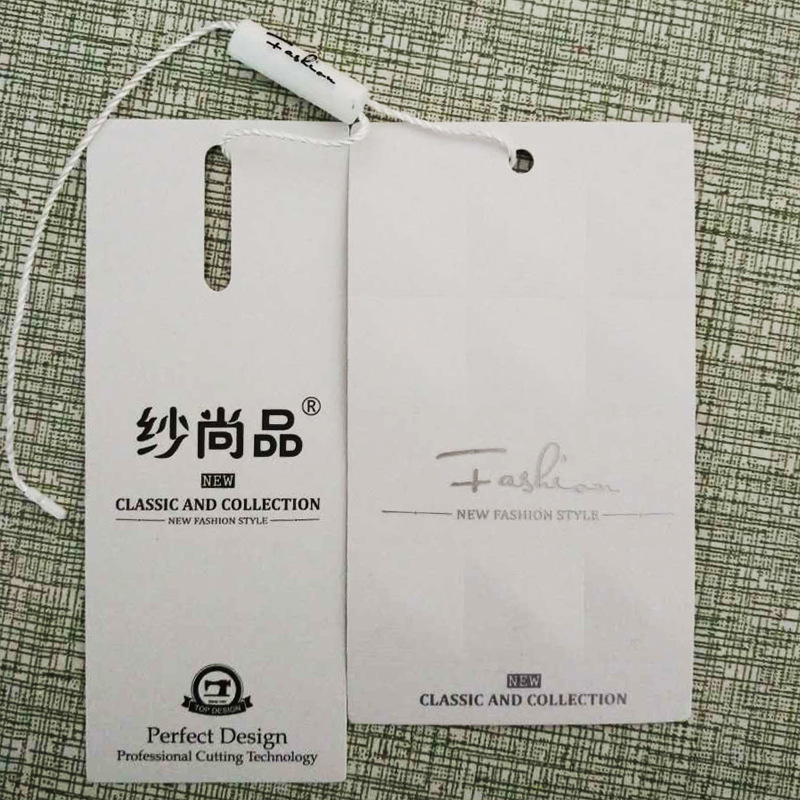 Fashion
纱尚品®
NEW
CLASSIC AND COLLECTION
NEW FASHION STYLE
TOP DESIGN
Perfect Design
Professional Cutting Technology
Fashion
NEW FASHION STYLE
NEW
CLASSIC AND COLLECTION